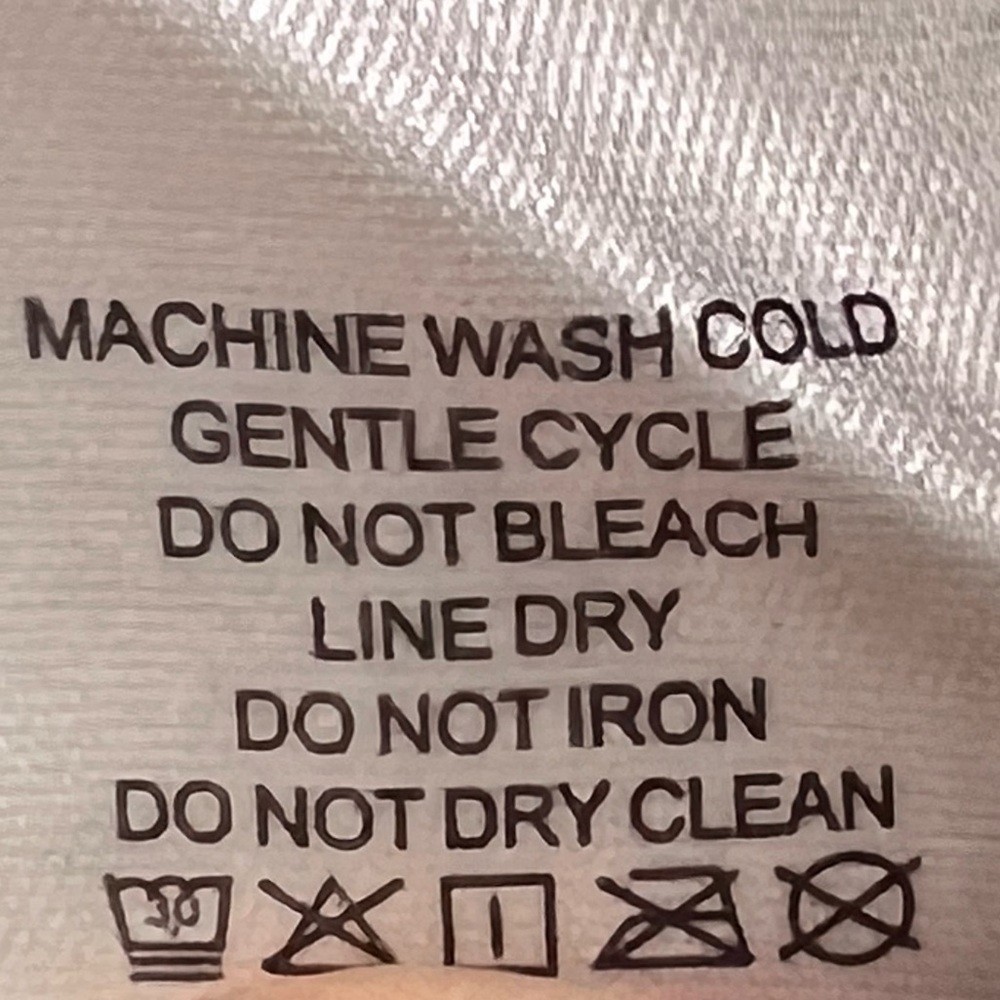 MACHINE WASH COLD
GENTLE CYCLE
DO NOT BLEACH
LINE DRY
DO NOT IRON
DO NOT DRY CLEAN
30